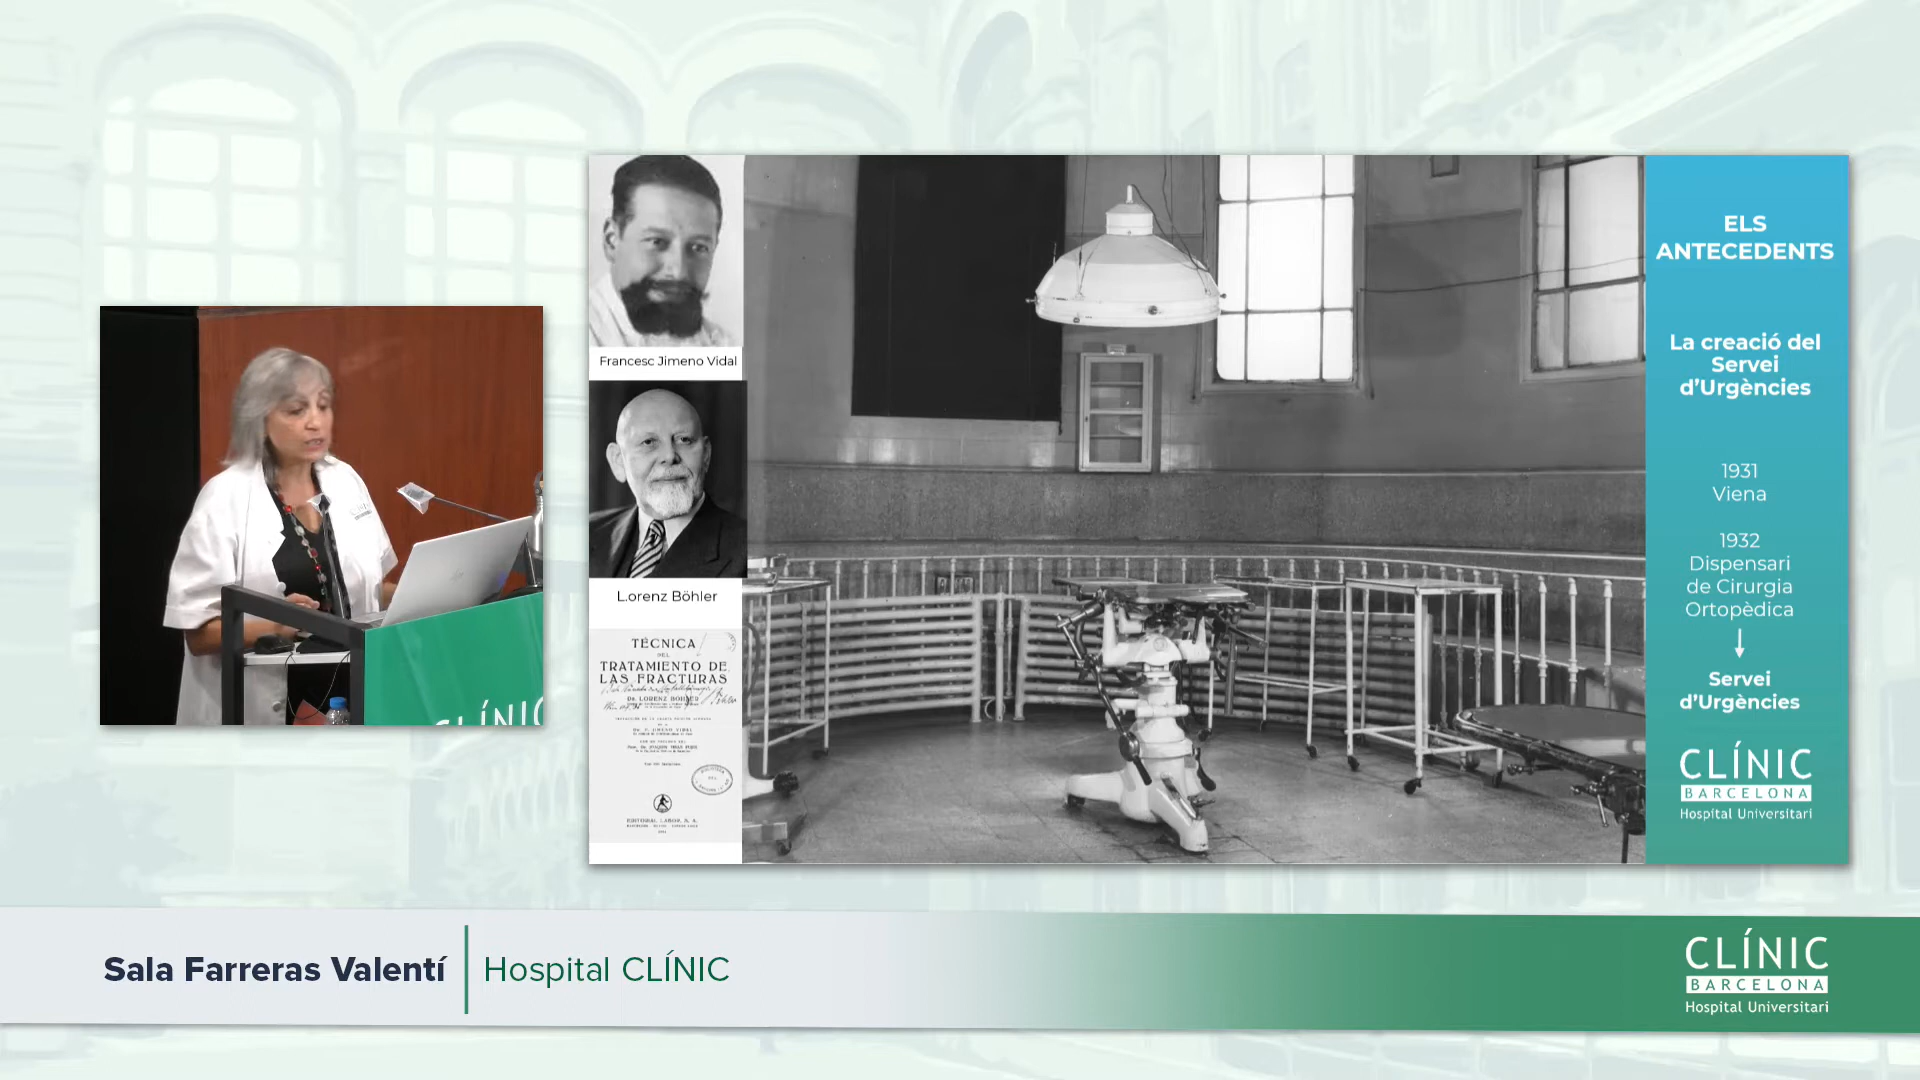 Francesc Jimeno Vidal
Lorenz Böhler
TÉCNICA
DEL
TRATAMIENTO DE
LAS FRACTURAS
DR. LORENZ BÖHLER
EDITORIAL LABOR, S. A.
ELS
ANTECEDENTS
La creació del
Servei
d'Urgències
1931
Viena
1932
Dispensari
de Cirurgia
Ortopèdica
Servei
d'Urgències
CLÍNIC
BARCELONA
Hospital Universitari
CLÍNIC
Sala Farreras Valentí
Hospital CLÍNIC
CLÍNIC
BARCELONA
Hospital Universitari